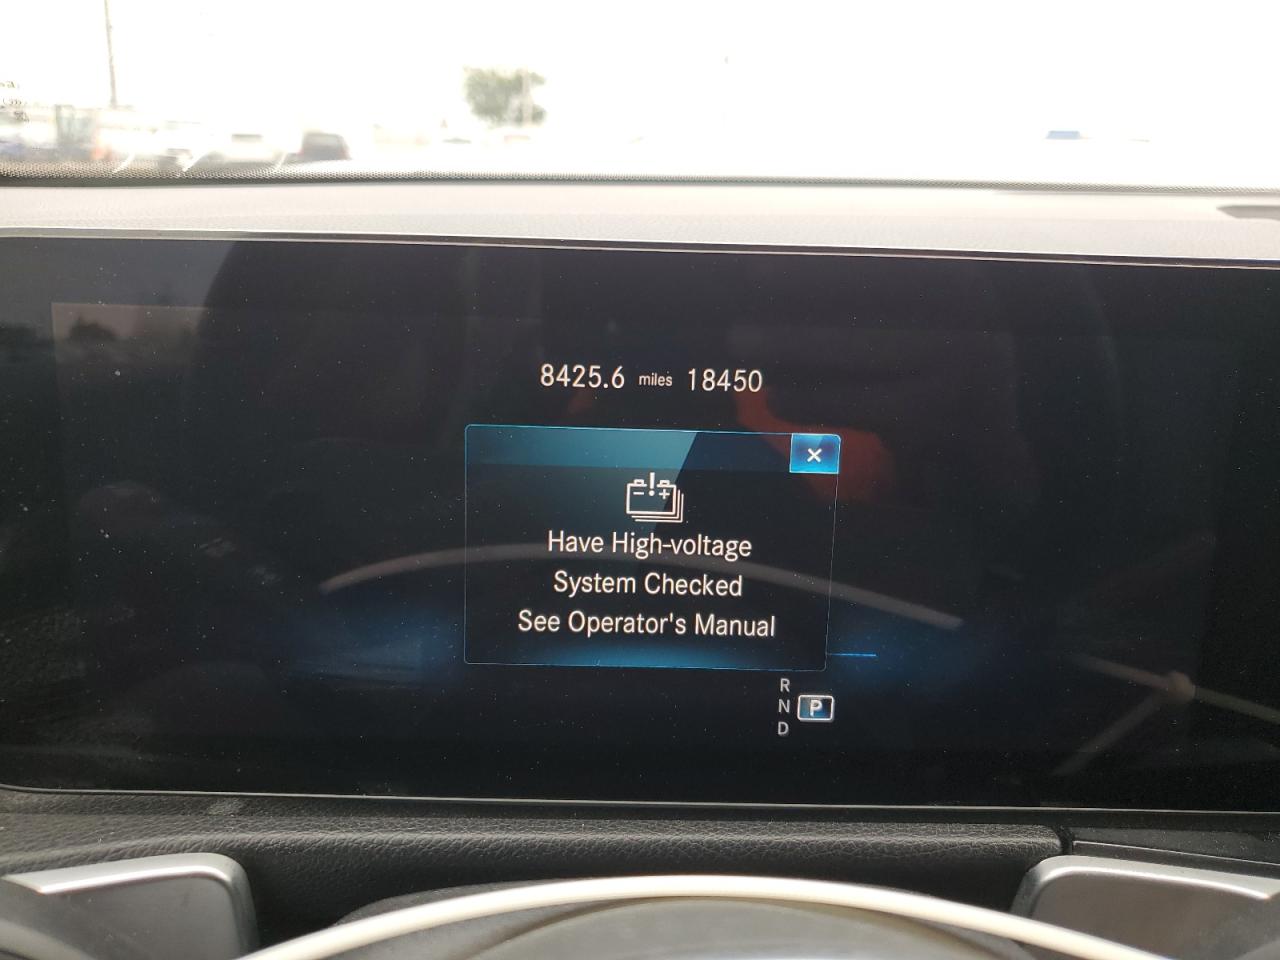 8425.6 miles 18450
×
Have High-voltage
System Checked
See Operator's Manual
R
N P
D